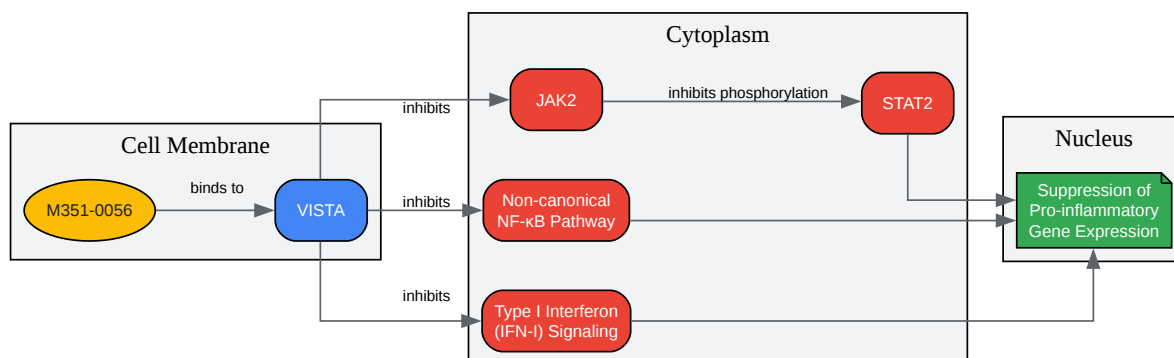 Cytoplasm
JAK2
inhibits phosphorylation
STAT2
inhibits
Cell Membrane
Nucleus
M351-0056
binds to
VISTA
inhibits
Non-canonical
NF-κB Pathway
Suppression of
Pro-inflammatory
Gene Expression
inhibits
Type I Interferon
(IFN-I) Signaling